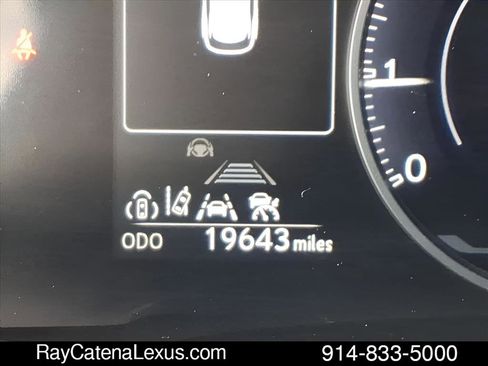 1
0
ODO 19643 miles
RayCatenaLexus.com 914-833-5000